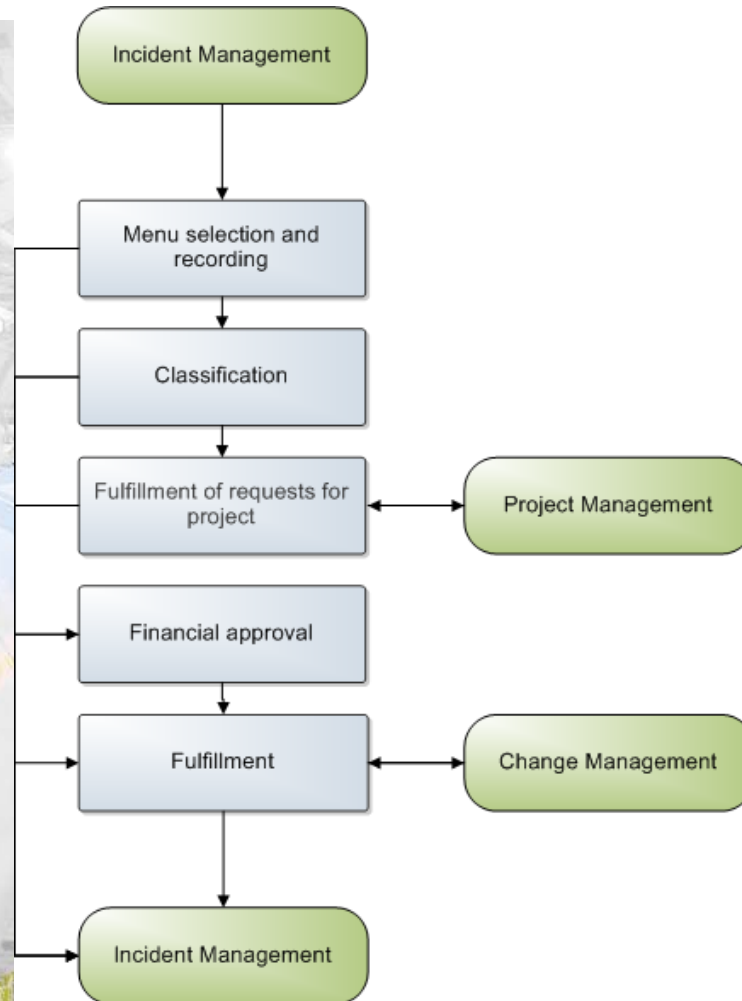 Incident Management
Menu selection and
recording
Classification
Fulfillment of requests for
project
Project Management
Financial approval
Fulfillment
Change Management
Incident Management